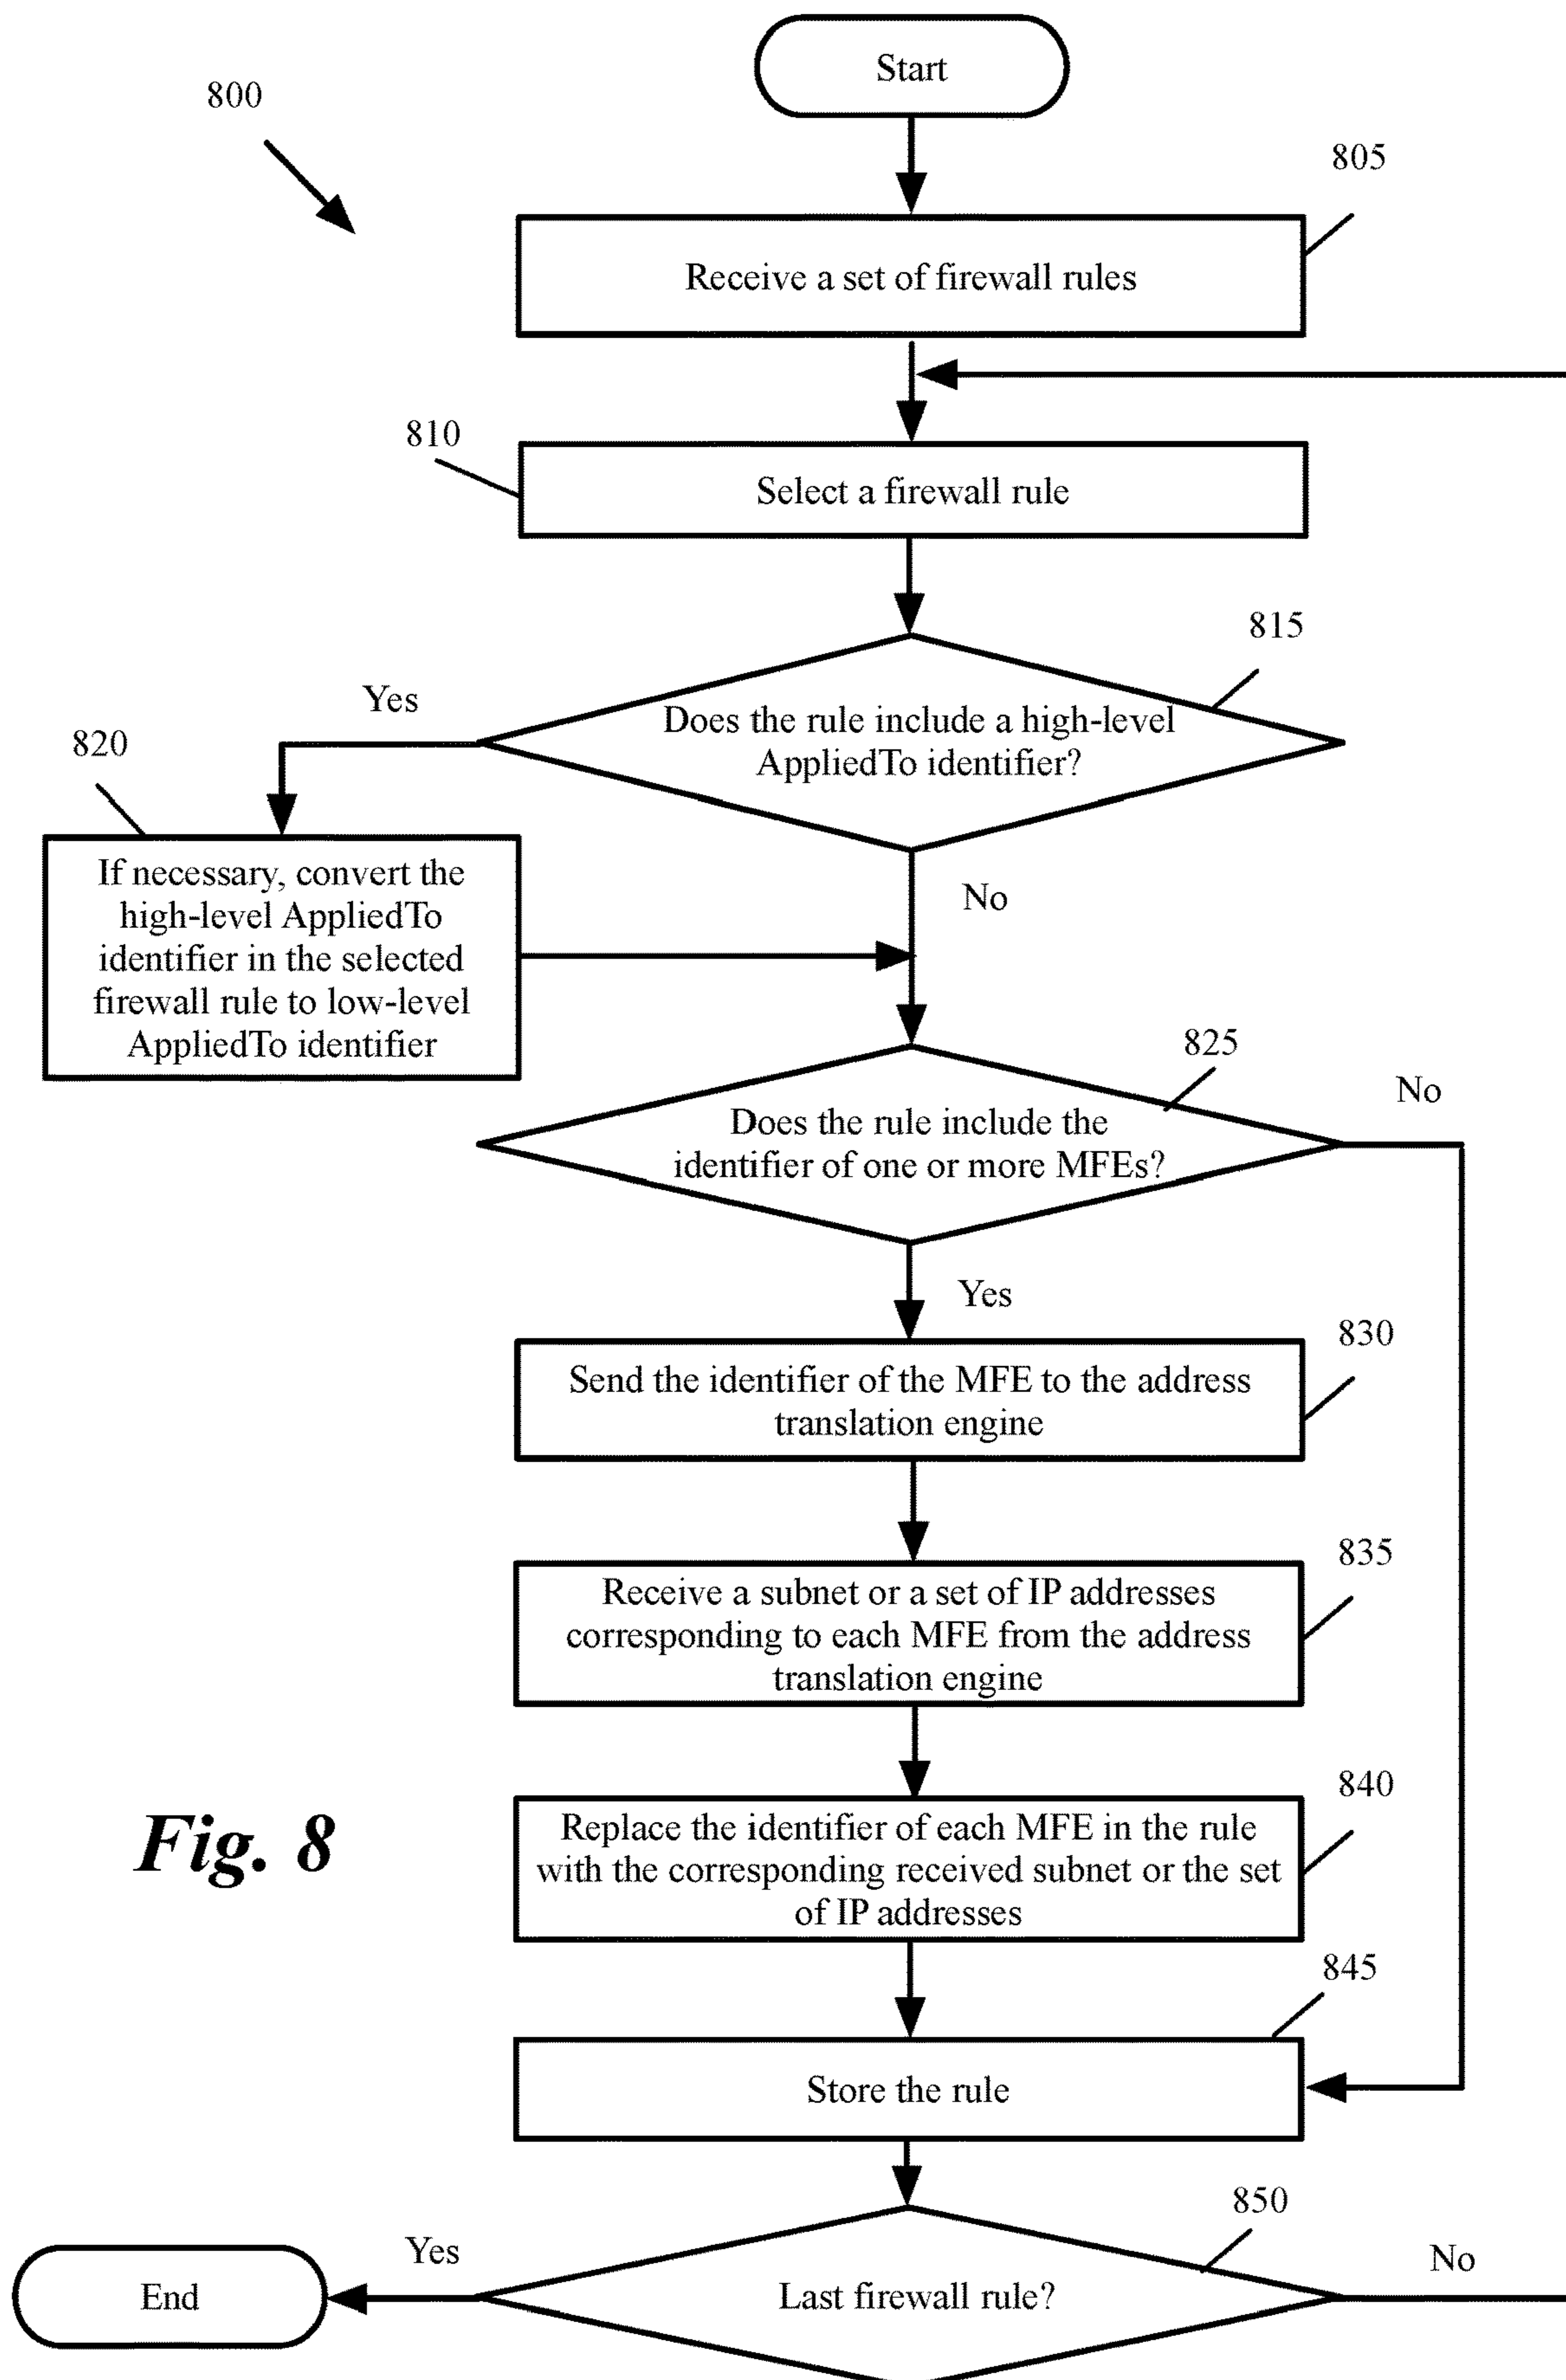 Start
800
805
Receive a set of firewall rules
810
Select a firewall rule
815
Yes
Does the rule include a high-level
AppliedTo identifier?
820
If necessary, convert the
high-level AppliedTo
identifier in the selected
firewall rule to low-level
AppliedTo identifier
No
825
No
Does the rule include the
identifier of one or more MFEs?
Yes
830
Send the identifier of the MFE to the address
translation engine
835
Receive a subnet or a set of IP addresses
corresponding to each MFE from the address
translation engine
840
Replace the identifier of each MFE in the rule
with the corresponding received subnet or the set
of IP addresses
Fig. 8
845
Store the rule
850
Yes
No
End
Last firewall rule?